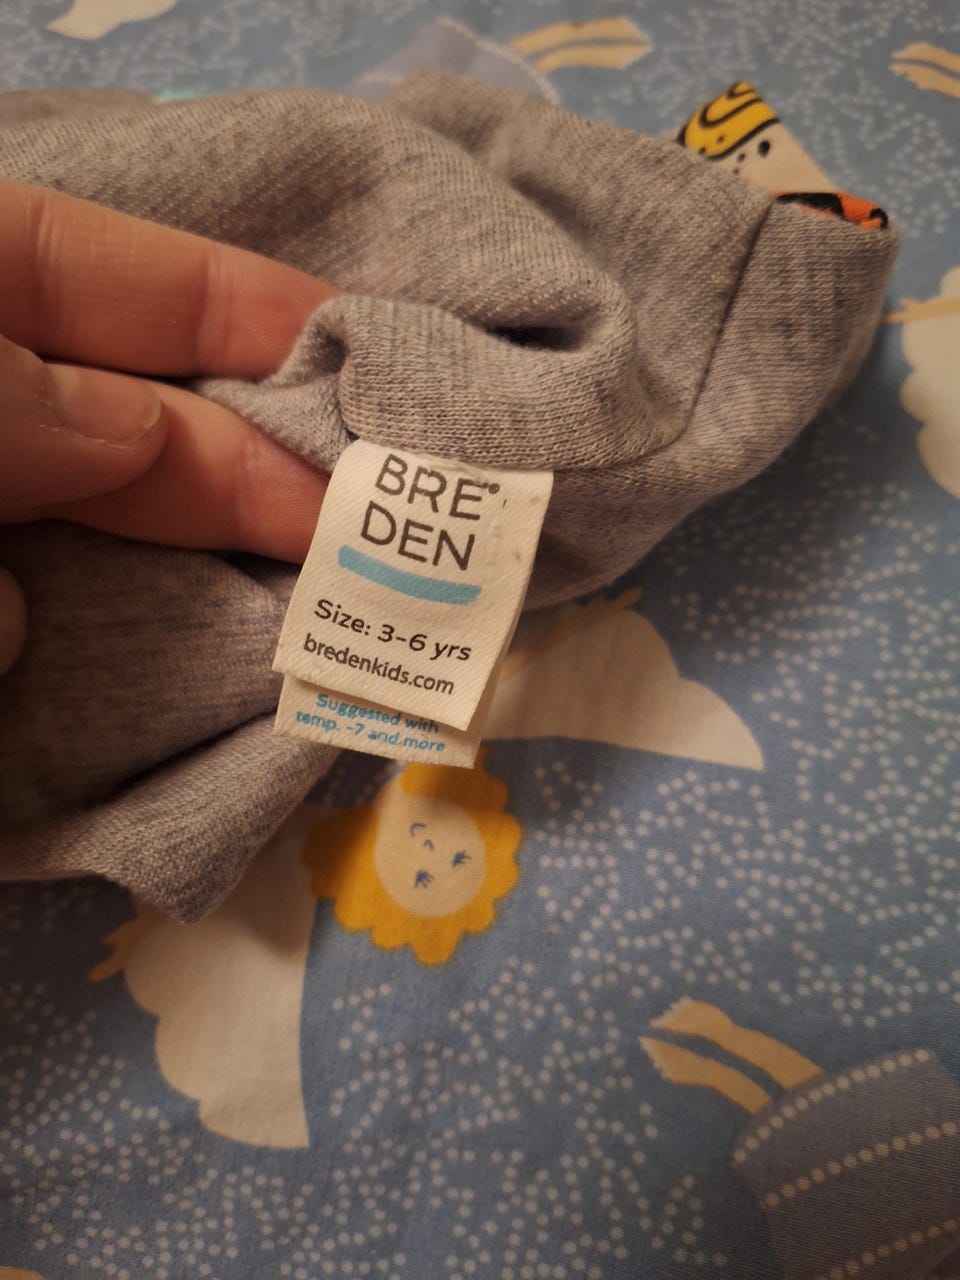 BRE
DEN
Size: 3-6 yrs
bredenkids.com
Suggested with
temp. -7 and more